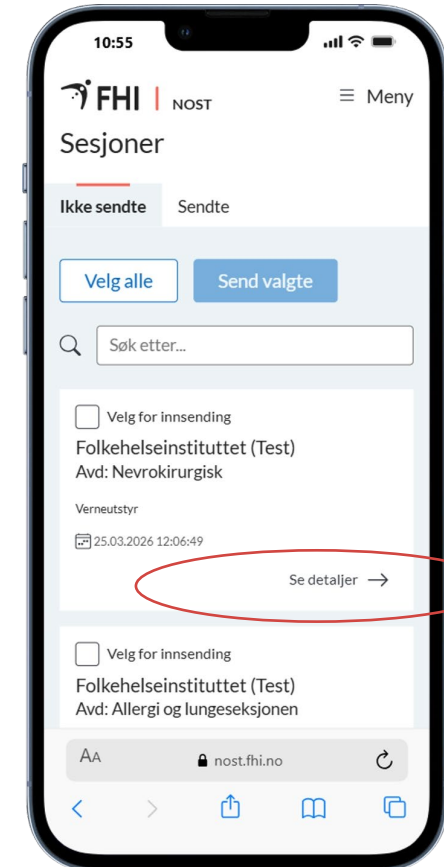 10:55
FHI | NOST
Meny
Sesjoner
Ikke sendte
Sendte
Velg alle
Send valgte
Søk etter...
Velg for innsending
Folkehelseinstituttet (Test)
Avd: Nevrokirurgisk
Verneutstyr
25.03.2026 12:06:49
Se detaljer
Velg for innsending
Folkehelseinstituttet (Test)
Avd: Allergi og lungeseksjonen
AA
nost.fhi.no